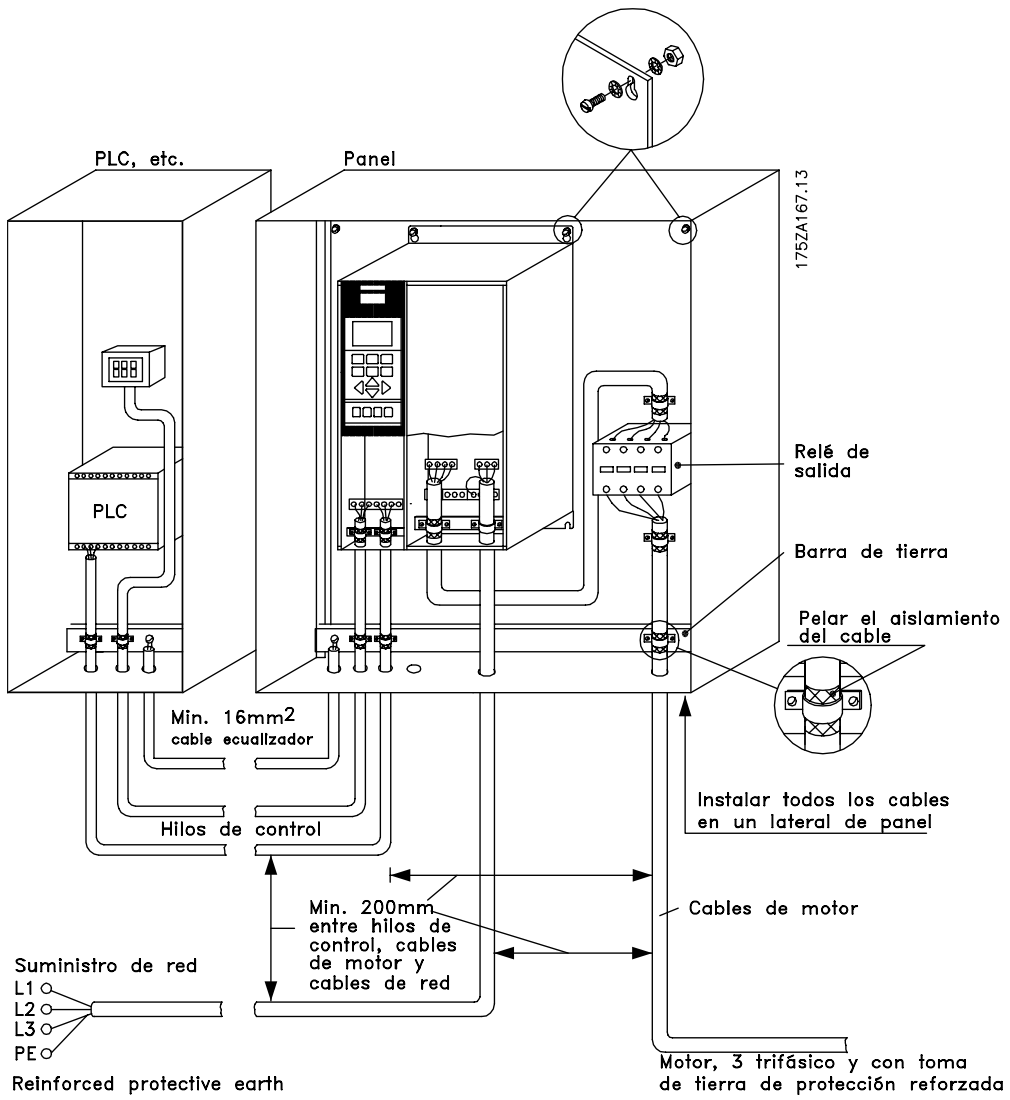 PLC, etc.
Panel
175ZA167.13
PLC
Relé de
salida
Barra de tierra
Pelar el aislamiento
del cable
Min. 16mm2
cable ecualizador
Instalar todos los cables
en un lateral de panel
Hilos de control
Min. 200mm
entre hilos de
control, cables
de motor y
cables de red
Cables de motor
Suministro de red
L1
L2
L3
PE
Reinforced protective earth
Motor, 3 trifásico y con toma
de tierra de protección reforzada